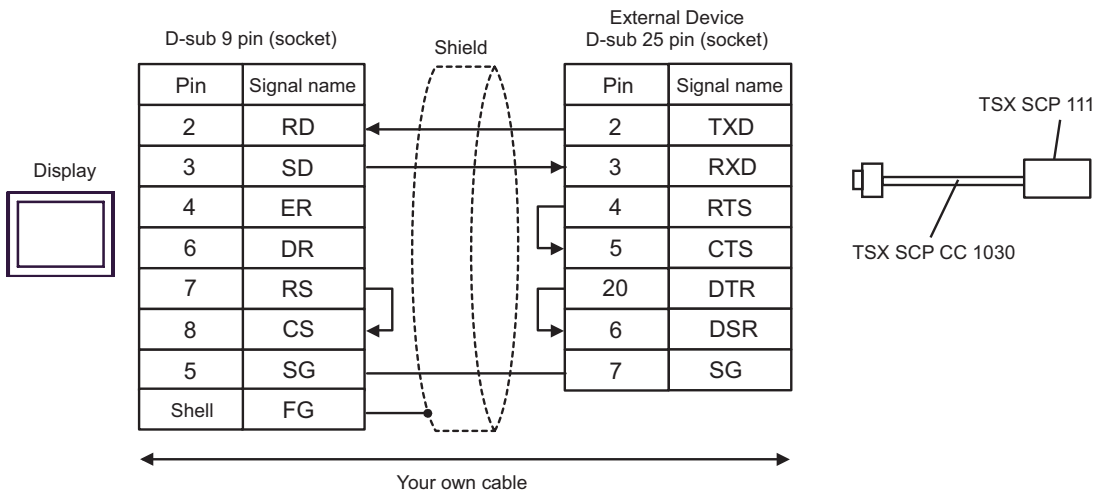 External Device
D-sub 9 pin (socket)
D-sub 25 pin (socket)
Shield
Pin Signal name
Pin Signal name
2 RD
2 TXD
3 SD
3 RXD
4 ER
4 RTS
6 DR
5 CTS
7 RS
20 DTR
8 CS
6 DSR
5 SG
7 SG
Shell FG
Your own cable
Display
TSX SCP 111
TSX SCP CC 1030